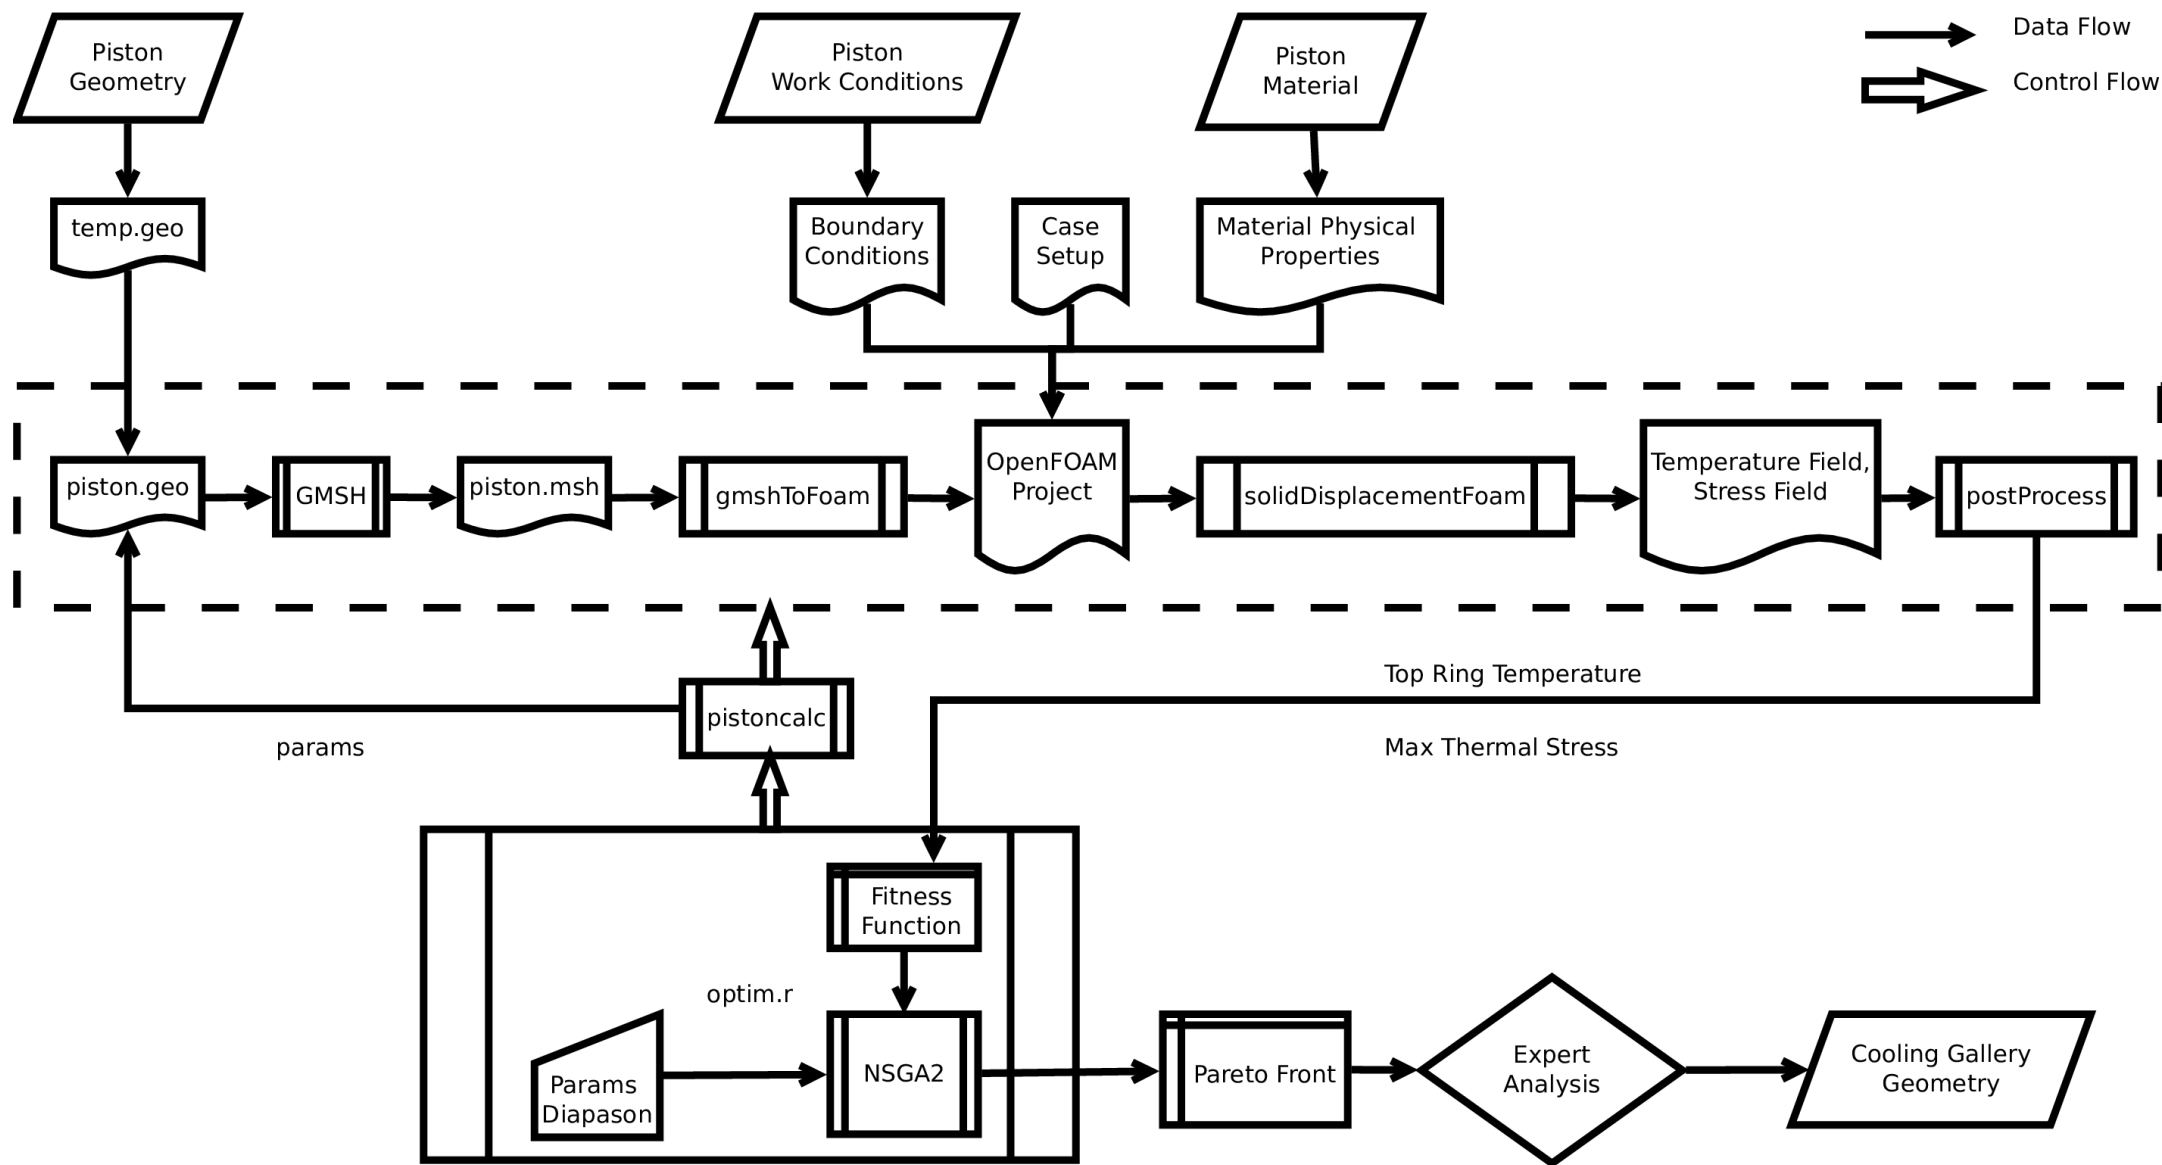 Piston
Geometry
Piston
Work Conditions
Piston
Material
Data Flow
Control Flow
temp.geo
Boundary
Conditions
Case
Setup
Material Physical
Properties
piston.geo
GMSH
piston.msh
gmshToFoam
OpenFOAM
Project
solidDisplacementFoam
Temperature Field,
Stress Field
postProcess
pistoncalc
params
Top Ring Temperature
Max Thermal Stress
Fitness
Function
optim.r
Params
Diapason
NSGA2
Pareto Front
Expert
Analysis
Cooling Gallery
Geometry